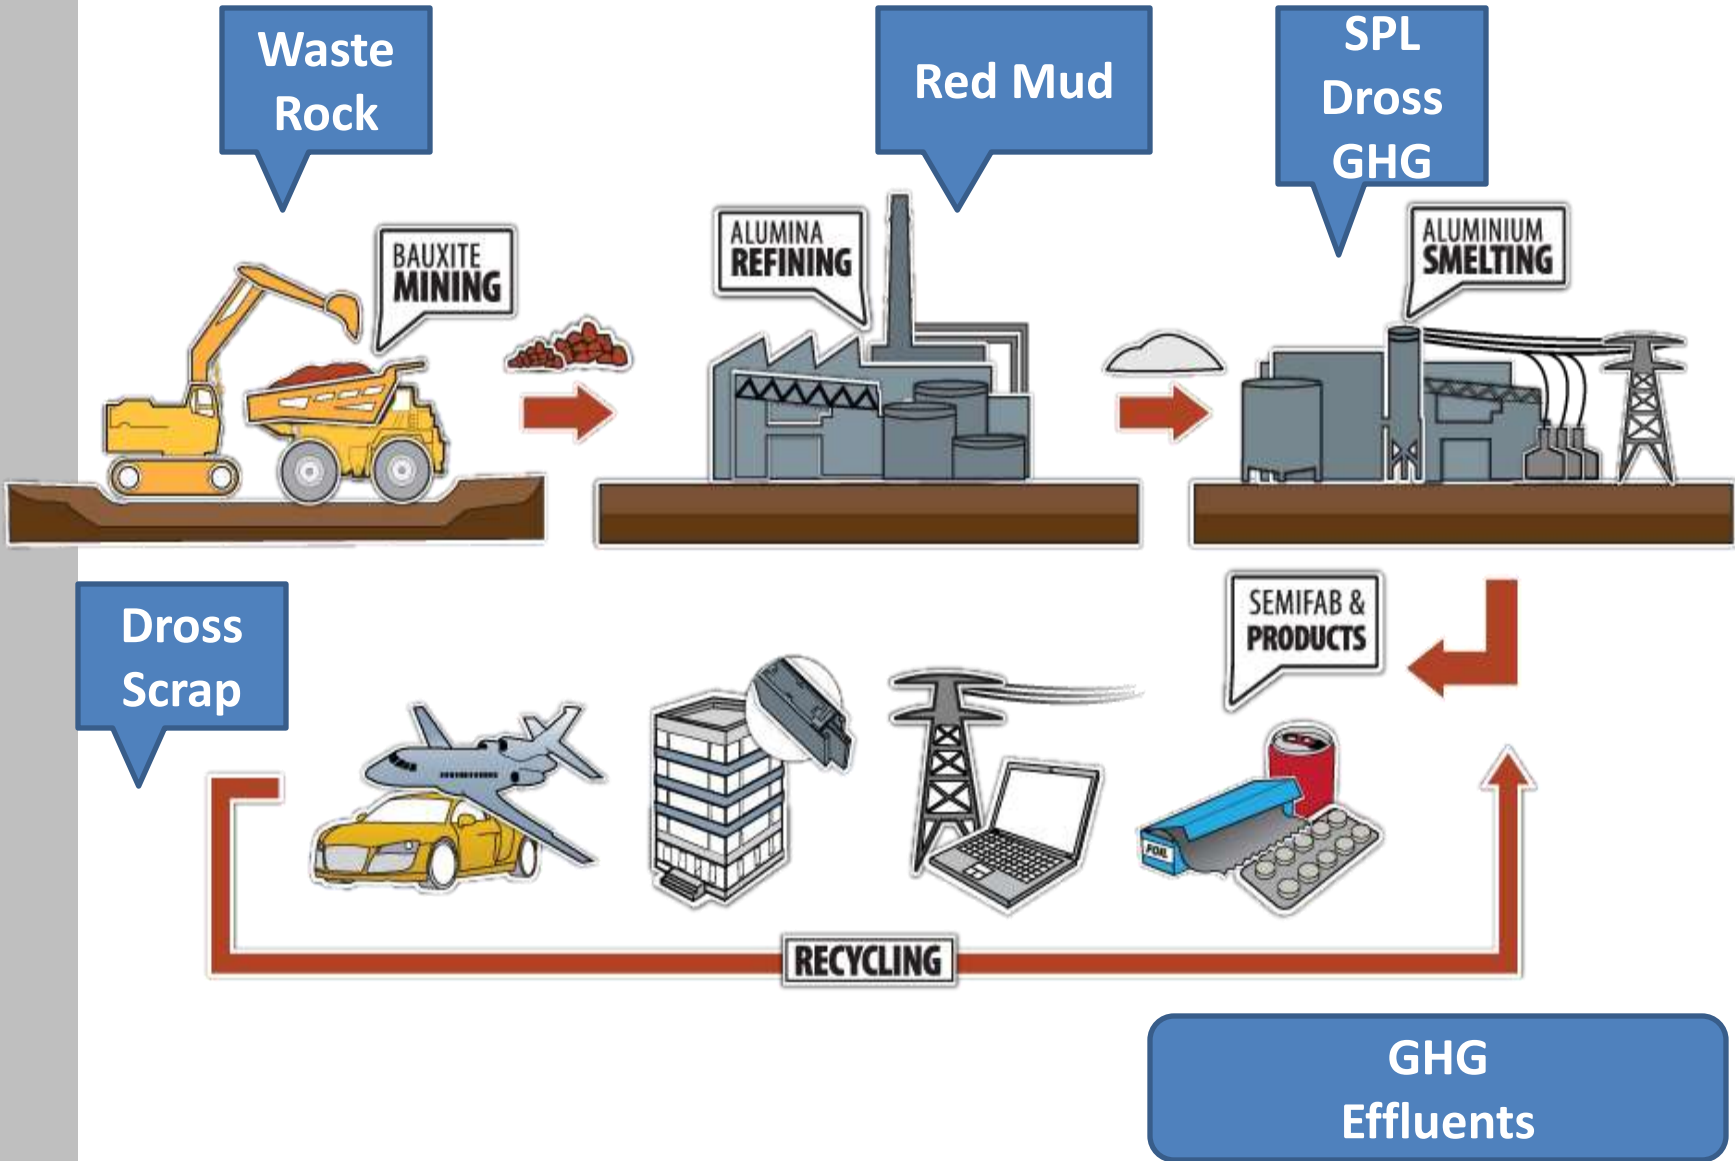 Waste
Rock
Red Mud
SPL
Dross
GHG
BAUXITE
MINING
ALUMINA
REFINING
ALUMINIUM
SMELTING
Dross
Scrap
SEMIFAB &
PRODUCTS
FOIL
RECYCLING
GHG
Effluents